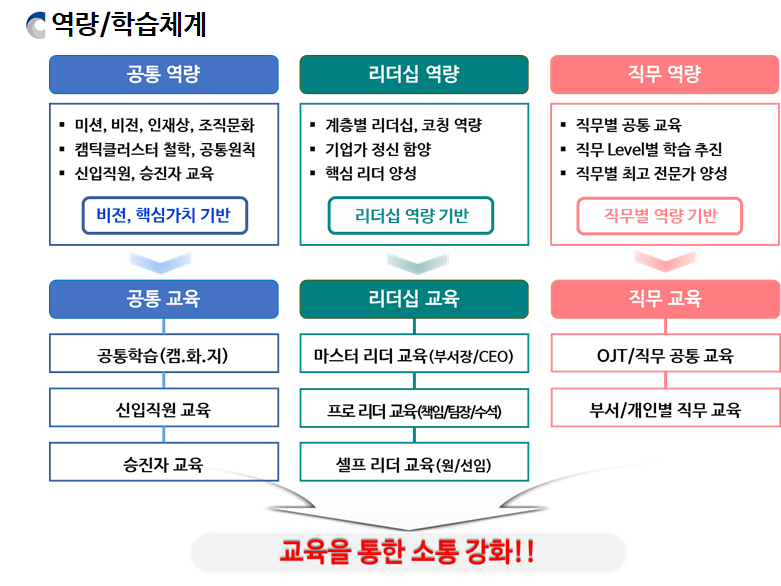 역량/학습체계
공통 역량
▪ 미션, 비전, 인재상, 조직문화
▪ 캠틱클러스터 철학, 공통원칙
▪ 신입직원, 승진자 교육
비전, 핵심가치 기반
리더십 역량
▪ 계층별 리더십, 코칭 역량
▪ 기업가 정신 함양
▪ 핵심 리더 양성
리더십 역량 기반
직무 역량
▪ 직무별 공통 교육
▪ 직무 Level별 학습 추진
▪ 직무별 최고 전문가 양성
직무별 역량 기반
공통 교육
공통학습(캠.화.지)
신입직원 교육
승진자 교육
리더십 교육
마스터 리더 교육(부서장/CEO)
프로 리더 교육(책임/팀장/수석)
셀프 리더 교육(원/선임)
직무 교육
OJT/직무 공통 교육
부서/개인별 직무 교육
교육을 통한 소통 강화!!